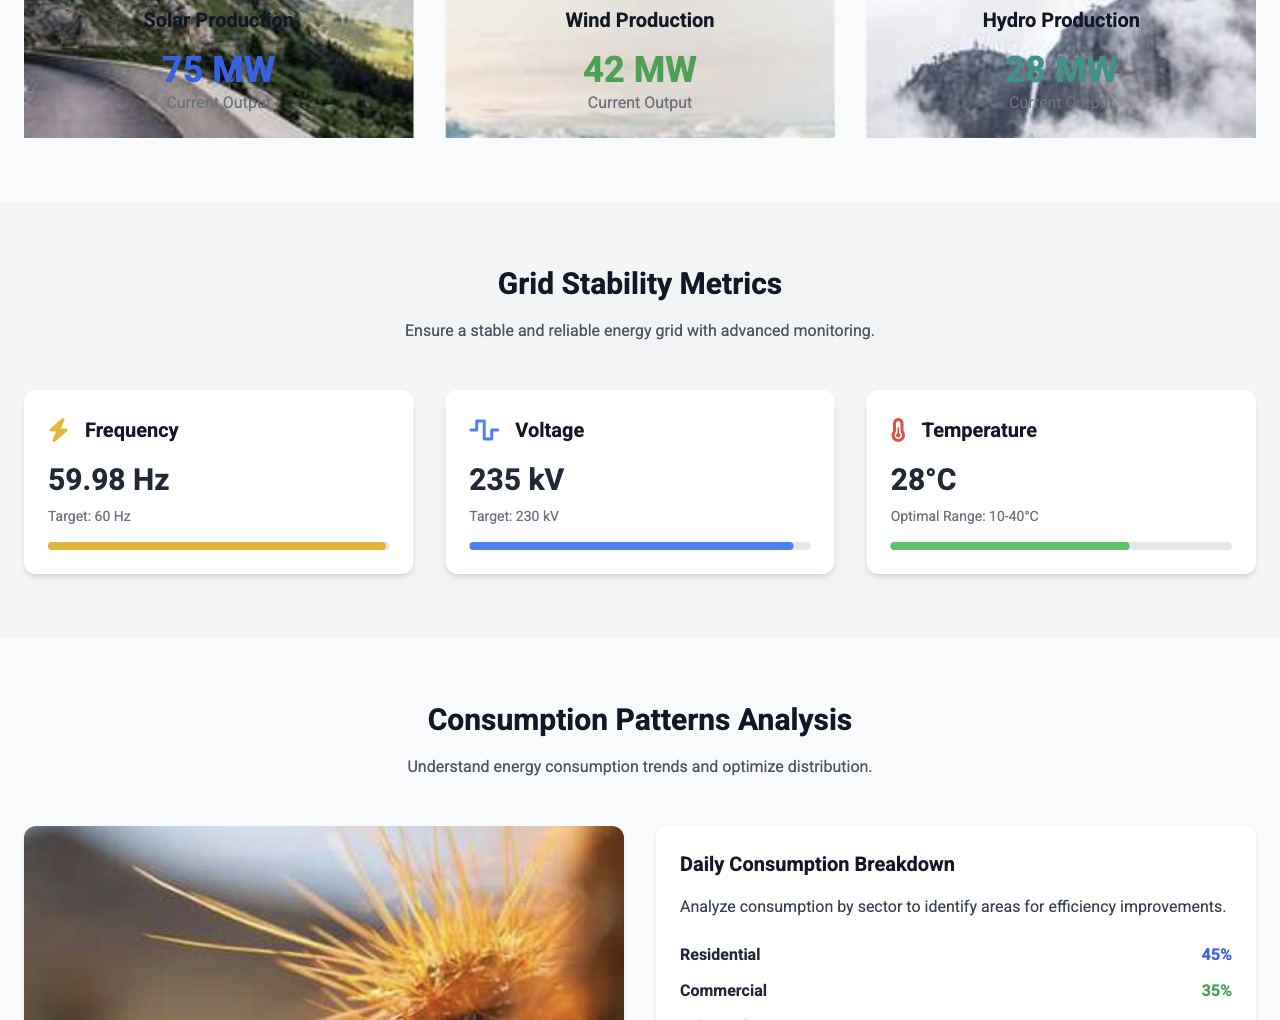 Solar Production
75 MW
Current Output
Wind Production
42 MW
Current Output
Hydro Production
28 MW
Current Output
Grid Stability Metrics
Ensure a stable and reliable energy grid with advanced monitoring.
Frequency
59.98 Hz
Target: 60 Hz
Voltage
235 kV
Target: 230 kV
Temperature
28°C
Optimal Range: 10-40°C
Consumption Patterns Analysis
Understand energy consumption trends and optimize distribution.
Daily Consumption Breakdown
Analyze consumption by sector to identify areas for efficiency improvements.
Residential 45%
Commercial 35%